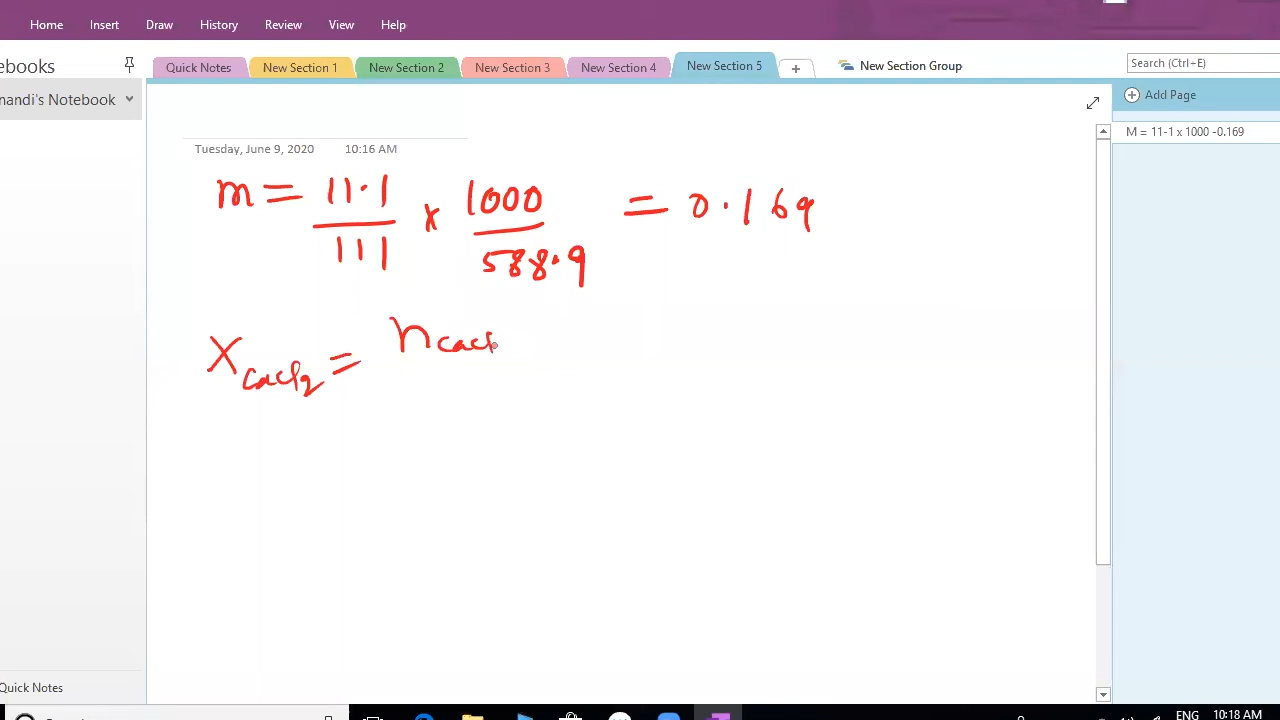 Home Insert Draw History Review View Help
ebooks
Quick Notes New Section 1 New Section 2 New Section 3 New Section 4 New Section 5 + New Section Group Search (Ctrl+E)
nandi's Notebook
Add Page
M = 11-1 x 1000 -0.169
Tuesday, June 9, 2020 10:16 AM
m = 11.1/111 x 1000/588.9 = 0.169
X CaCl2 = n CaCl
Quick Notes
ENG 10:18 AM